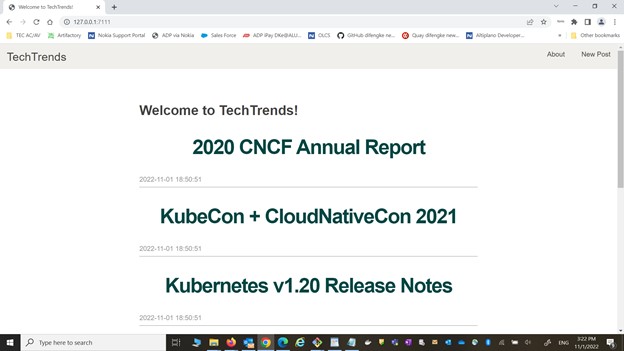 Welcome to TechTrends!
127.0.0.1:7111
TEC AC/AV
Artifactory
Nokia Support Portal
ADP via Nokia
Sales Force
ADP iPay DKe@ALU...
OLCS
GitHub difengke new...
Quay difengke new...
Altiplano Developer...
»
Other bookmarks
TechTrends
About
New Post
Welcome to TechTrends!
2020 CNCF Annual Report
2022-11-01 18:50:51
KubeCon + CloudNativeCon 2021
2022-11-01 18:50:51
Kubernetes v1.20 Release Notes
2022-11-01 18:50:51
Type here to search
ENG
3:22 PM
11/1/2022